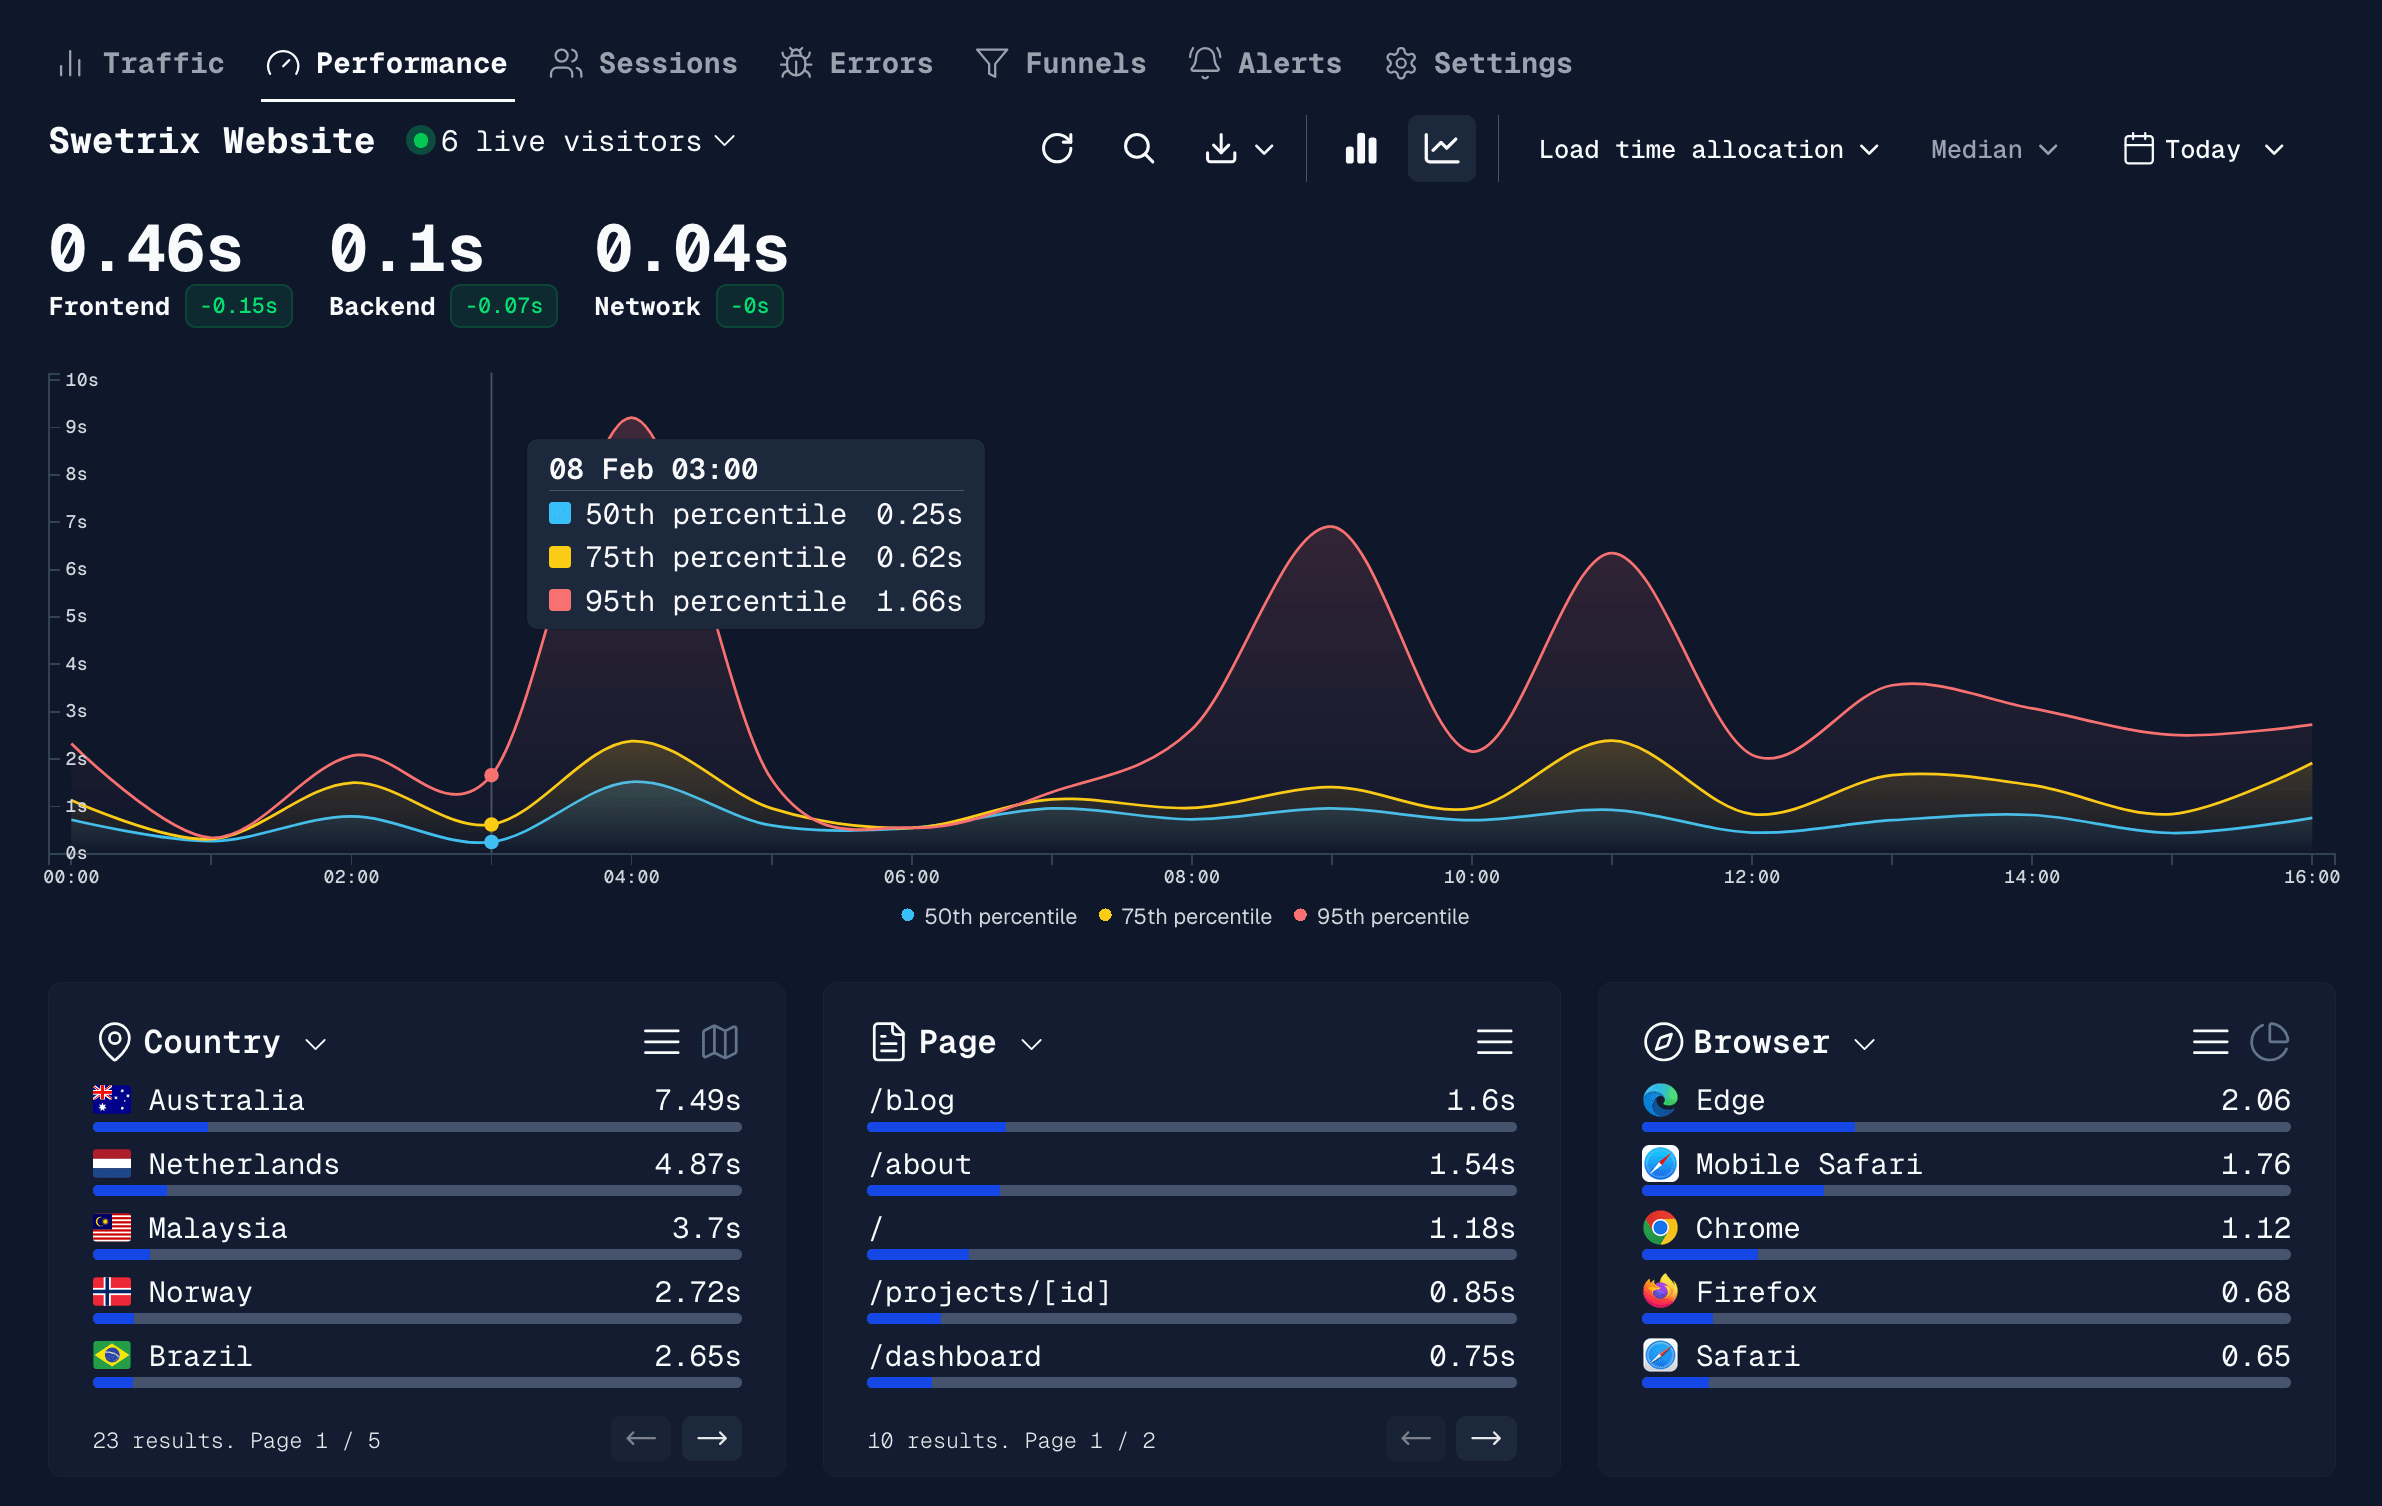 Traffic Performance Sessions Errors Funnels Alerts Settings
Swetrix Website 6 live visitors Load time allocation Median Today
0.46s 0.1s 0.04s
Frontend -0.15s Backend -0.07s Network -0s
10s
9s
8s
7s
6s
5s
4s
3s
2s
1s
0s
08 Feb 03:00
50th percentile 0.25s
75th percentile 0.62s
95th percentile 1.66s
00:00 02:00 04:00 06:00 08:00 10:00 12:00 14:00 16:00
50th percentile 75th percentile 95th percentile
Country
Australia 7.49s
Netherlands 4.87s
Malaysia 3.7s
Norway 2.72s
Brazil 2.65s
23 results. Page 1 / 5
Page
/blog 1.6s
/about 1.54s
/ 1.18s
/projects/[id] 0.85s
/dashboard 0.75s
10 results. Page 1 / 2
Browser
Edge 2.06
Mobile Safari 1.76
Chrome 1.12
Firefox 0.68
Safari 0.65